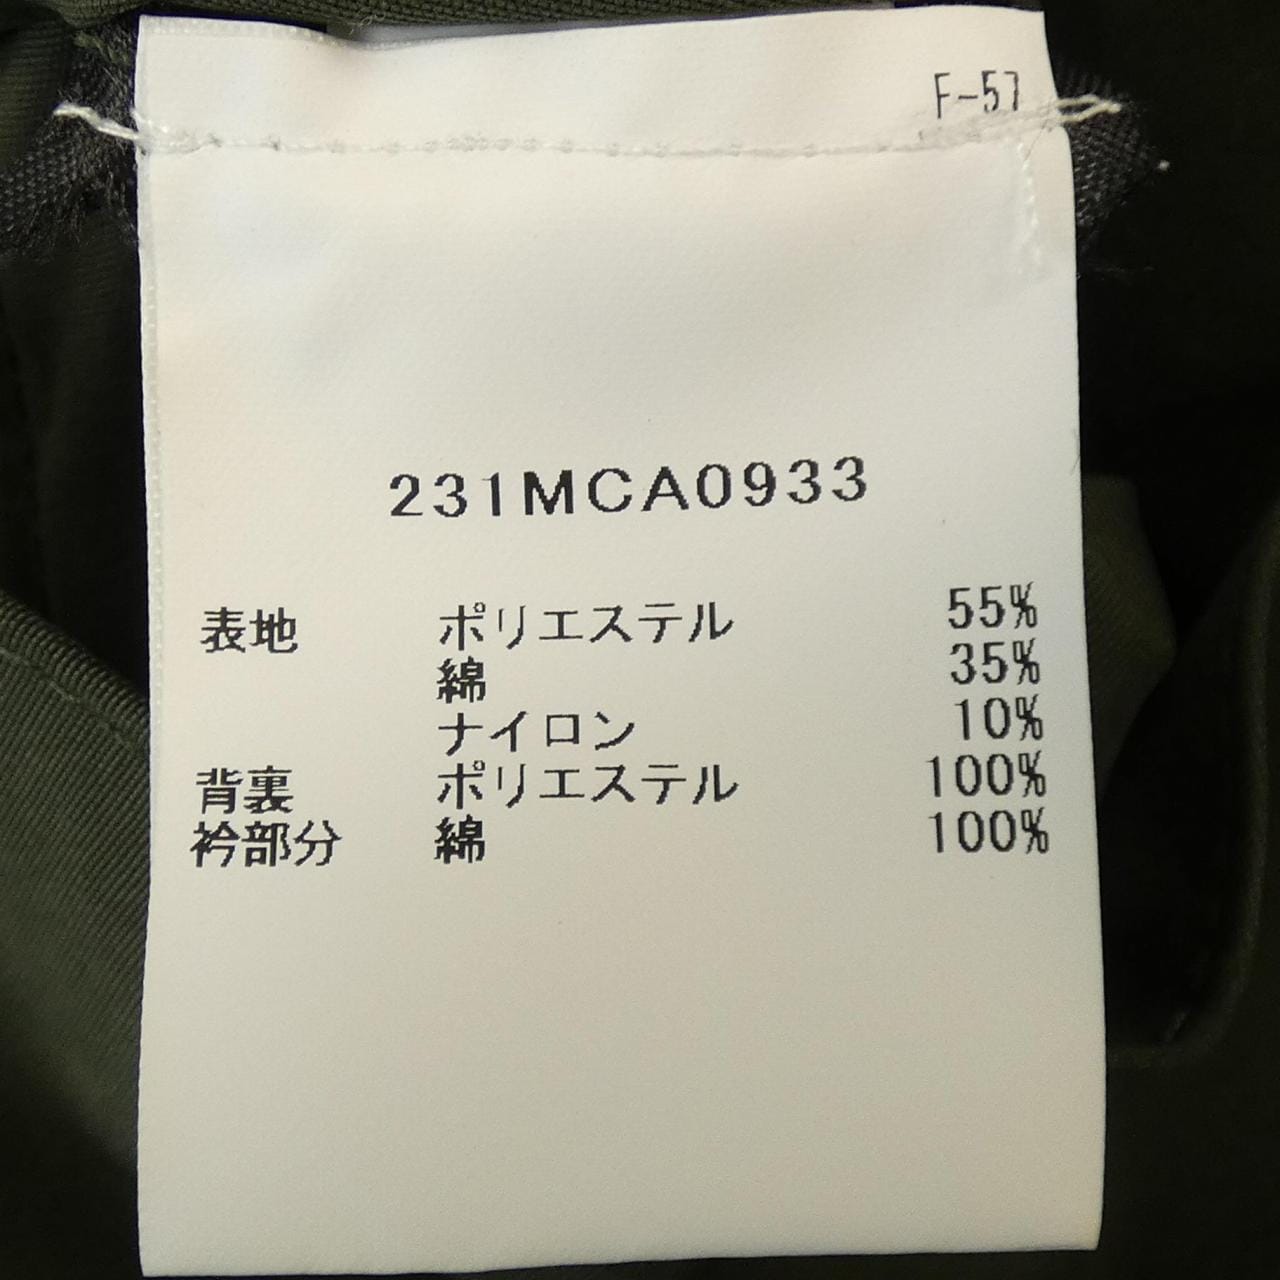 F-57
231MCA0933
表地 ポリエステル 55%
綿 35%
ナイロン 10%
背裏 ポリエステル 100%
衿部分 綿 100%